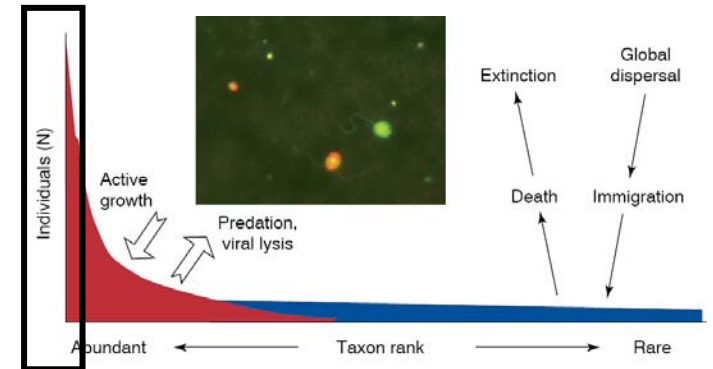 Individuals (N)
Active
growth
Predation,
viral lysis
Extinction
Global
dispersal
Death
Immigration
Abundant
Taxon rank
Rare